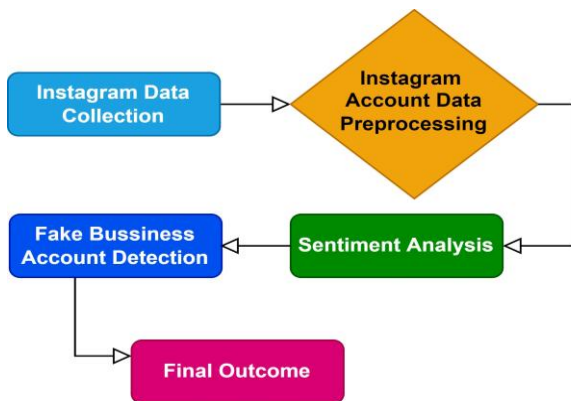 Instagram Data
Collection
Instagram
Account Data
Preprocessing
Sentiment Analysis
Fake Bussiness
Account Detection
Final Outcome